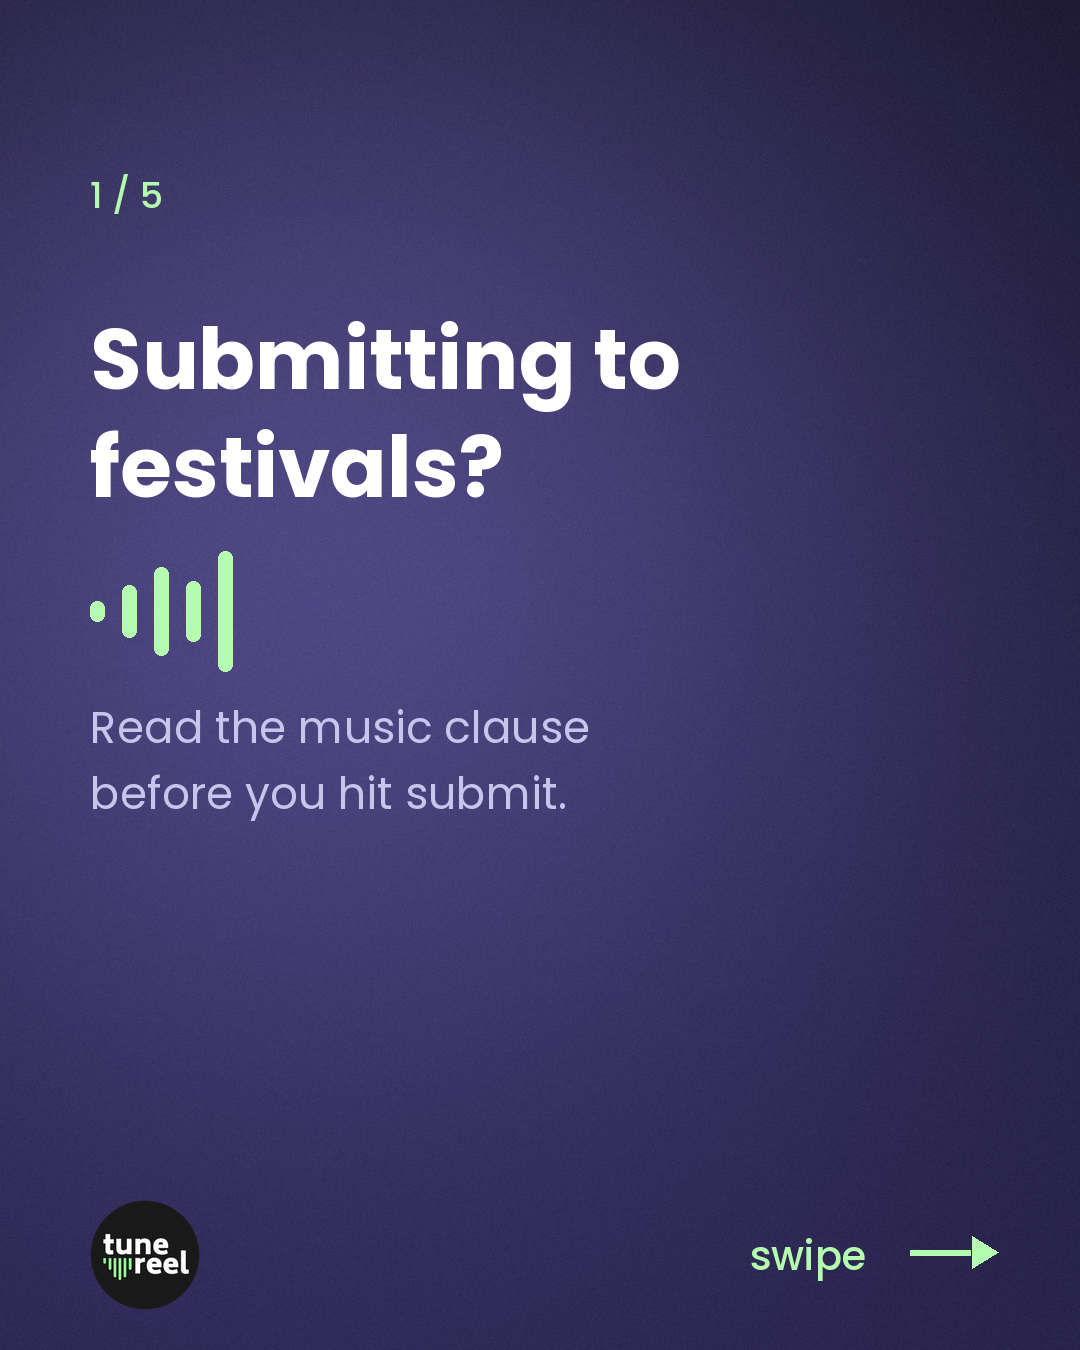 1 / 5
Submitting to
festivals?
Read the music clause
before you hit submit.
tune
reel
swipe